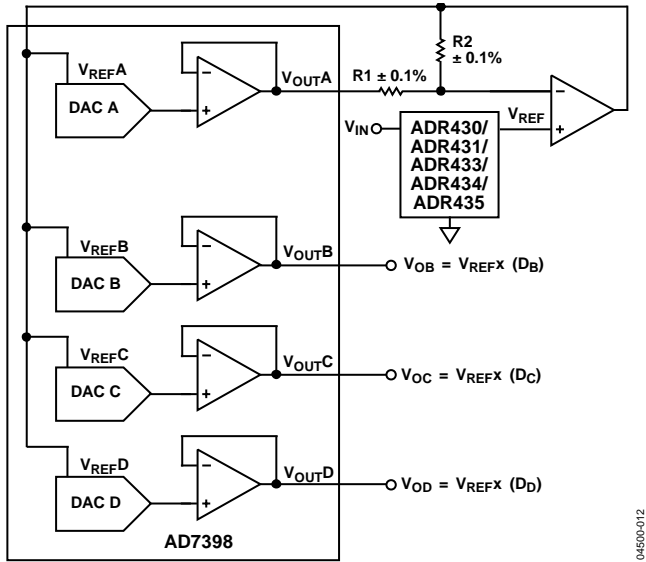 R2
± 0.1%
R1 ± 0.1%
VREFA
DAC A
−
+
VOUTA
−
+
VREF
VIN
ADR430/
ADR431/
ADR433/
ADR434/
ADR435
VREFB
DAC B
−
+
VOUTB
VOB = VREFx (DB)
VREFC
DAC C
−
+
VOUTC
VOC = VREFx (DC)
VREFD
DAC D
−
+
VOUTD
VOD = VREFx (DD)
AD7398
04500-012